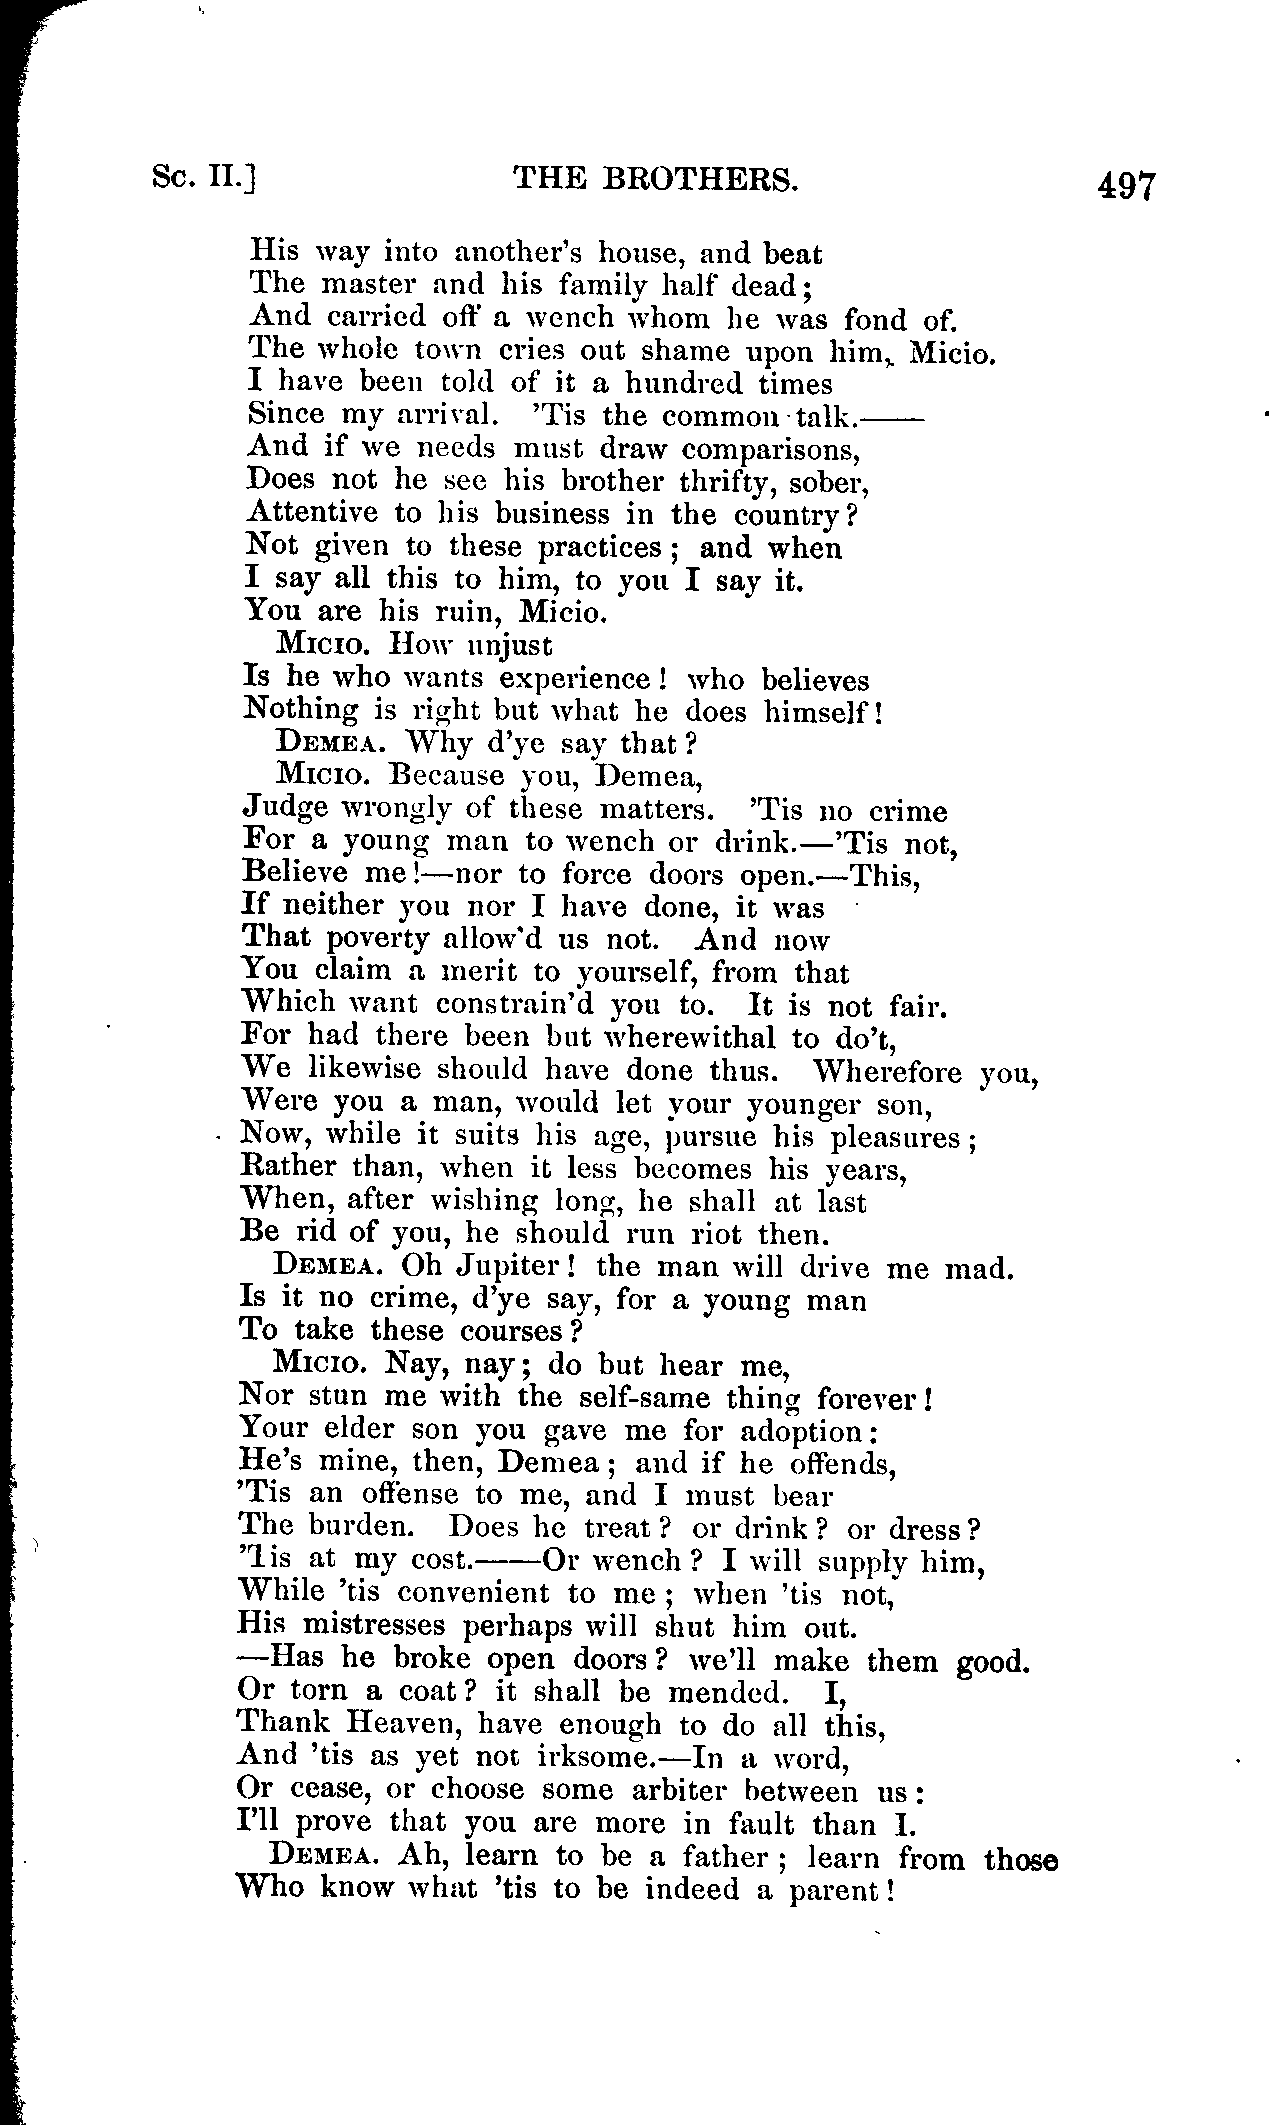 Sc. II.] THE BROTHERS. 497
His way into another's house, and beat
The master and his family half dead;
And carried off a wench whom he was fond of.
The whole town cries out shame upon him, Micio.
I have been told of it a hundred times
Since my arrival. 'Tis the common talk.——
And if we needs must draw comparisons,
Does not he see his brother thrifty, sober,
Attentive to his business in the country?
Not given to these practices; and when
I say all this to him, to you I say it.
You are his ruin, Micio.
MICIO. How unjust
Is he who wants experience! who believes
Nothing is right but what he does himself!
DEMEA. Why d'ye say that?
MICIO. Because you, Demea,
Judge wrongly of these matters. 'Tis no crime
For a young man to wench or drink.—'Tis not,
Believe me!—nor to force doors open.—This,
If neither you nor I have done, it was
That poverty allow'd us not. And now
You claim a merit to yourself, from that
Which want constrain'd you to. It is not fair.
For had there been but wherewithal to do't,
We likewise should have done thus. Wherefore you,
Were you a man, would let your younger son,
Now, while it suits his age, pursue his pleasures;
Rather than, when it less becomes his years,
When, after wishing long, he shall at last
Be rid of you, he should run riot then.
DEMEA. Oh Jupiter! the man will drive me mad.
Is it no crime, d'ye say, for a young man
To take these courses?
MICIO. Nay, nay; do but hear me,
Nor stun me with the self-same thing forever!
Your elder son you gave me for adoption:
He's mine, then, Demea; and if he offends,
'Tis an offense to me, and I must bear
The burden. Does he treat? or drink? or dress?
'Tis at my cost.——Or wench? I will supply him,
While 'tis convenient to me; when 'tis not,
His mistresses perhaps will shut him out.
—Has he broke open doors? we'll make them good.
Or torn a coat? it shall be mended. I,
Thank Heaven, have enough to do all this,
And 'tis as yet not irksome.—In a word,
Or cease, or choose some arbiter between us:
I'll prove that you are more in fault than I.
DEMEA. Ah, learn to be a father; learn from those
Who know what 'tis to be indeed a parent!